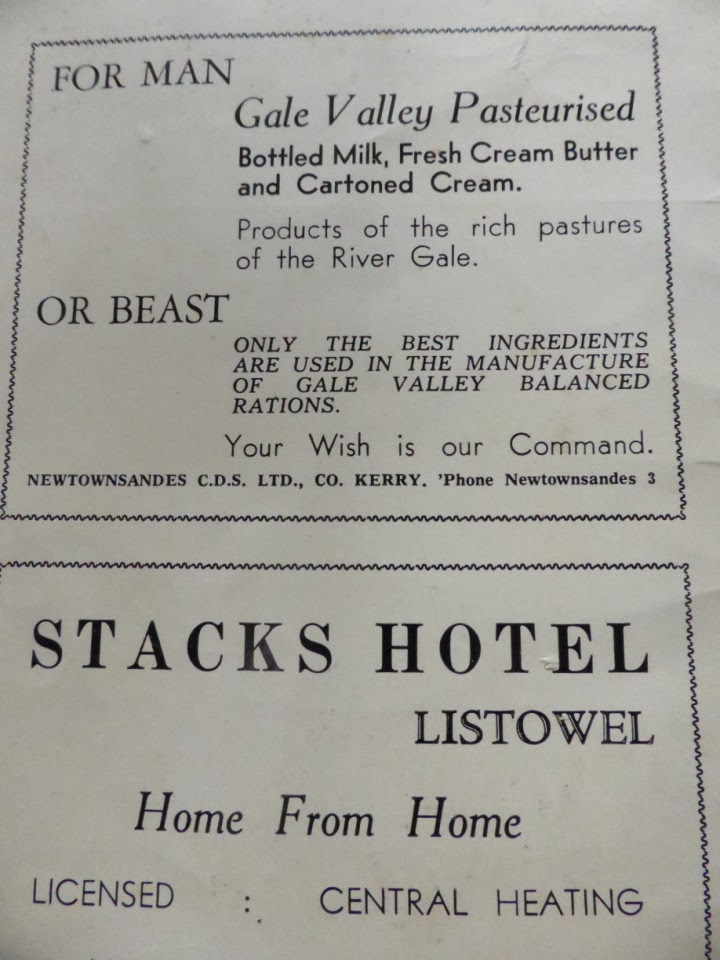 FOR MAN
Gale Valley Pasteurised
Bottled Milk, Fresh Cream Butter
and Cartoned Cream.
Products of the rich pastures
of the River Gale.
OR BEAST
ONLY THE BEST INGREDIENTS
ARE USED IN THE MANUFACTURE
OF GALE VALLEY BALANCED
RATIONS.
Your Wish is our Command.
NEWTOWNSANDES C.D.S. LTD., CO. KERRY. 'Phone Newtownsandes 3
STACKS HOTEL
LISTOWEL
Home From Home
LICENSED : CENTRAL HEATING